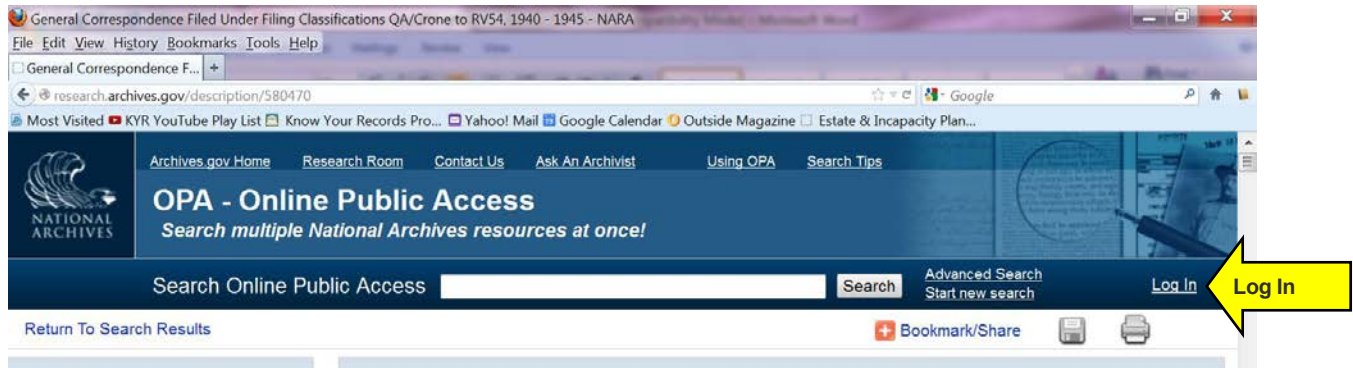 General Correspondence Filed Under Filing Classifications QA/Crone to RV54, 1940 - 1945 - NARA
File Edit View History Bookmarks Tools Help
General Correspondence F... +
research.archives.gov/description/580470 Google
Most Visited KYR YouTube Play List Know Your Records Pro... Yahoo! Mail Google Calendar Outside Magazine Estate & Incapacity Plan...
Archives.gov Home Research Room Contact Us Ask An Archivist Using OPA Search Tips
OPA - Online Public Access
NATIONAL ARCHIVES
Search multiple National Archives resources at once!
Search Online Public Access Search Advanced Search
Start new search
Log In
Log In
Return To Search Results Bookmark/Share